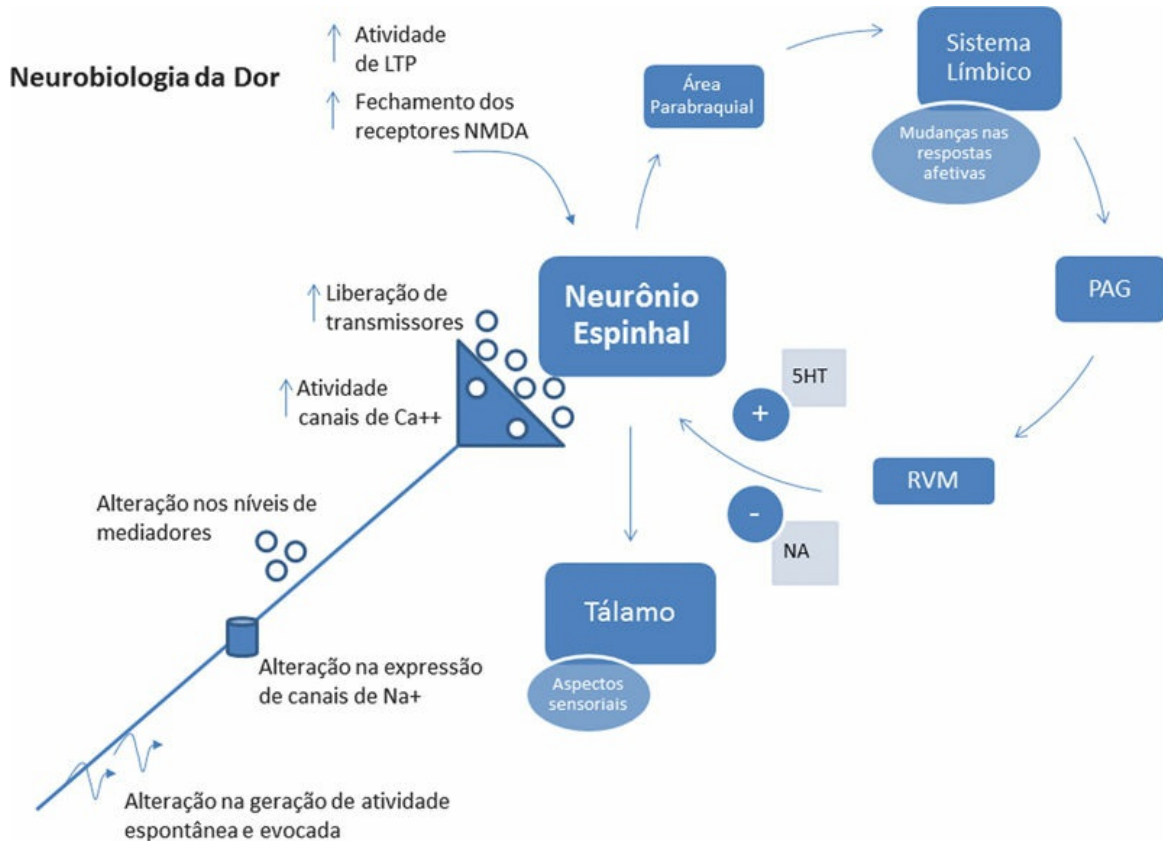 Neurobiologia da Dor
↑ Atividade
de LTP
↑ Fechamento dos
receptores NMDA
Área
Parabraquial
Sistema
Límbico
Mudanças nas
respostas
afetivas
PAG
↑ Liberação de
transmissores
Neurônio
Espinhal
↑ Atividade
canais de Ca++
5HT
+
RVM
-
NA
Alteração nos níveis de
mediadores
Tálamo
Aspectos
sensoriais
Alteração na expressão
de canais de Na+
Alteração na geração de atividade
espontânea e evocada